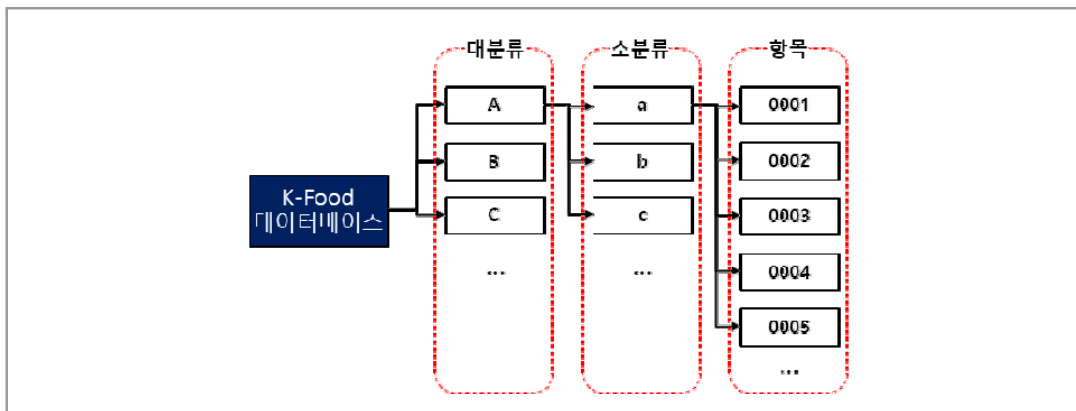 대분류 소분류 항목
A a 0001
B b 0002
K-Food
데이터베이스
C c 0003
... ... 0004
0005
...